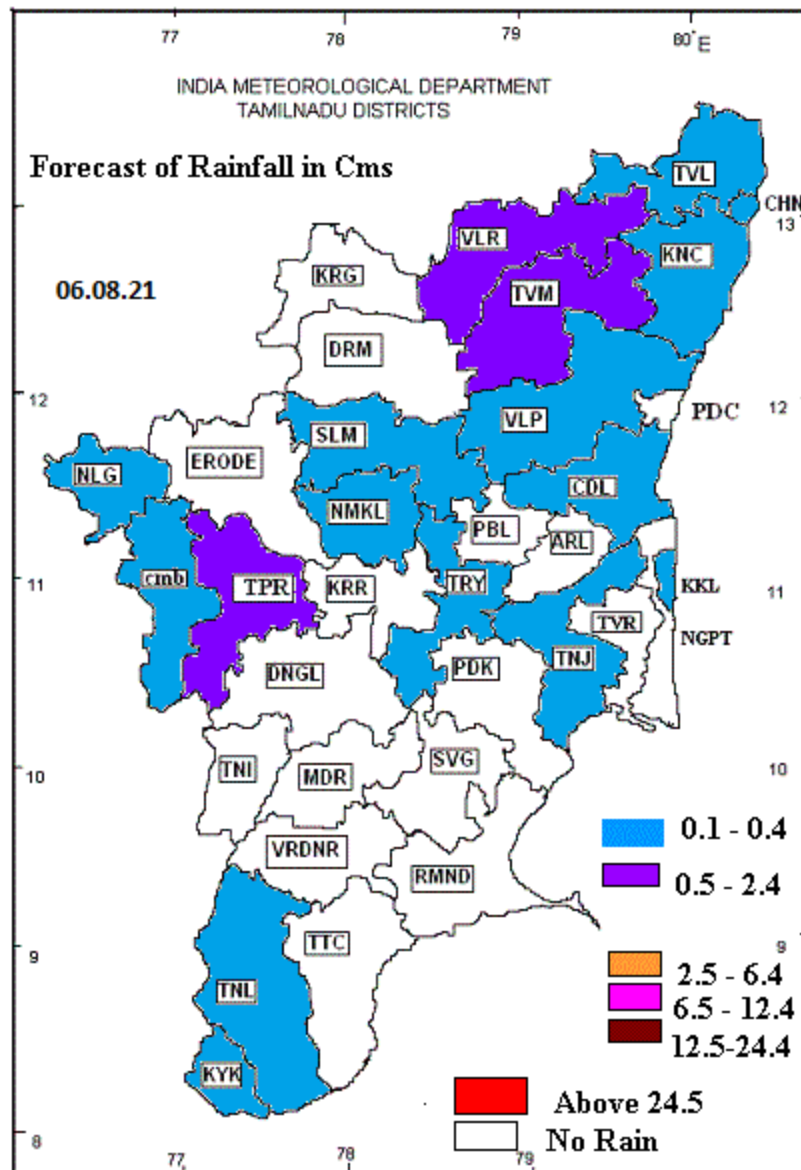 77 78 79 80°E
INDIA METEOROLOGICAL DEPARTMENT
TAMILNADU DISTRICTS
Forecast of Rainfall in Cms
TVL
CHN
13
VLR
KNC
KRG
06.08.21
TVM
DRM
12
12
PDC
SLM
VLP
ERODE
NLG
CDL
NMKL
PBL
ARL
11
cmb
TPR
KRR
TRY
KKL
11
TVR
NGPT
DNGL
PDK
TNJ
10
TNI
MDR
SVG
10
0.1 - 0.4
VRDNR
RMND
0.5 - 2.4
9
TTC
9
2.5 - 6.4
TNL
6.5 - 12.4
12.5-24.4
KYK
Above 24.5
No Rain
8
77 78 79